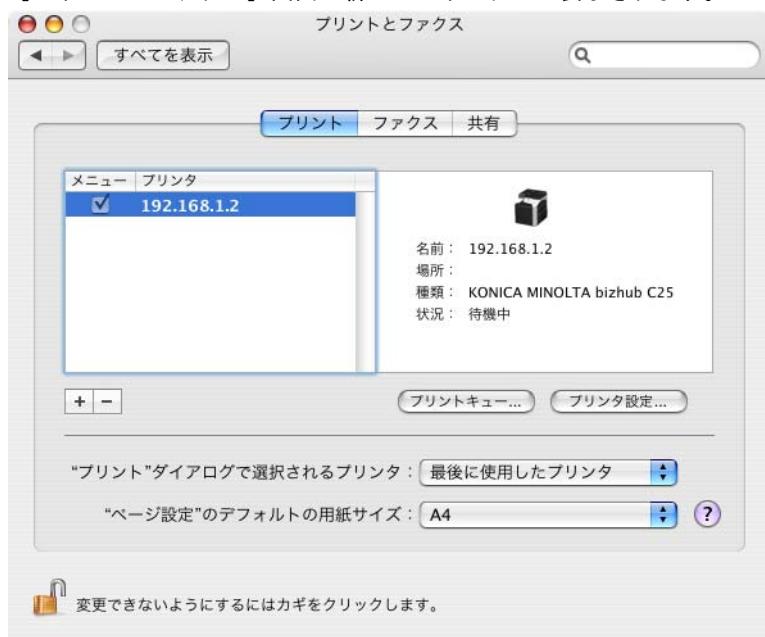 プリントとファクス
すべてを表示
プリント ファクス 共有
メニュー プリンタ
192.168.1.2
名前： 192.168.1.2
場所：
種類： KONICA MINOLTA bizhub C25
状況： 待機中
+ −
プリントキュー... プリンタ設定...
“プリント”ダイアログで選択されるプリンタ： 最後に使用したプリンタ
“ページ設定”のデフォルトの用紙サイズ： A4 ?
変更できないようにするにはカギをクリックします。